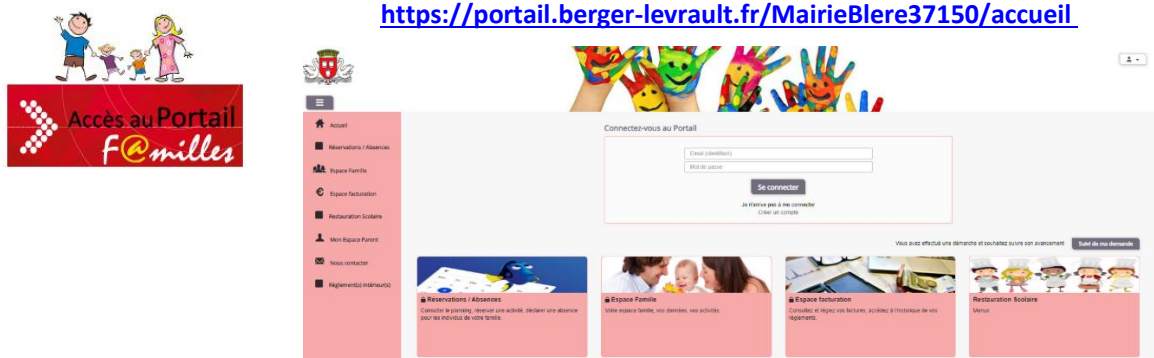 https://portail.berger-levrault.fr/MairieBlere37150/accueil
Accès au Portail
F@milles
Accueil
Réservations / Absences
Espace Famille
Espace facturation
Restauration Scolaire
Mon Espace Parent
Nous contacter
Règlement(s) intérieur(s)
Connectez-vous au Portail
Email (identifiant)
Mot de passe
Se connecter
Je n'arrive pas à me connecter
Créer un compte
Vous avez effectué une démarche et souhaitez suivre son avancement
Suivi de ma demande
Réservations / Absences
Consulter le planning, réserver une activité, déclarer une absence
pour les individus de votre famille.
Espace Famille
Votre espace famille, vos données, vos activités.
Espace facturation
Consultez et réglez vos factures, accédez à l'historique de vos
règlements.
Restauration Scolaire
Menus